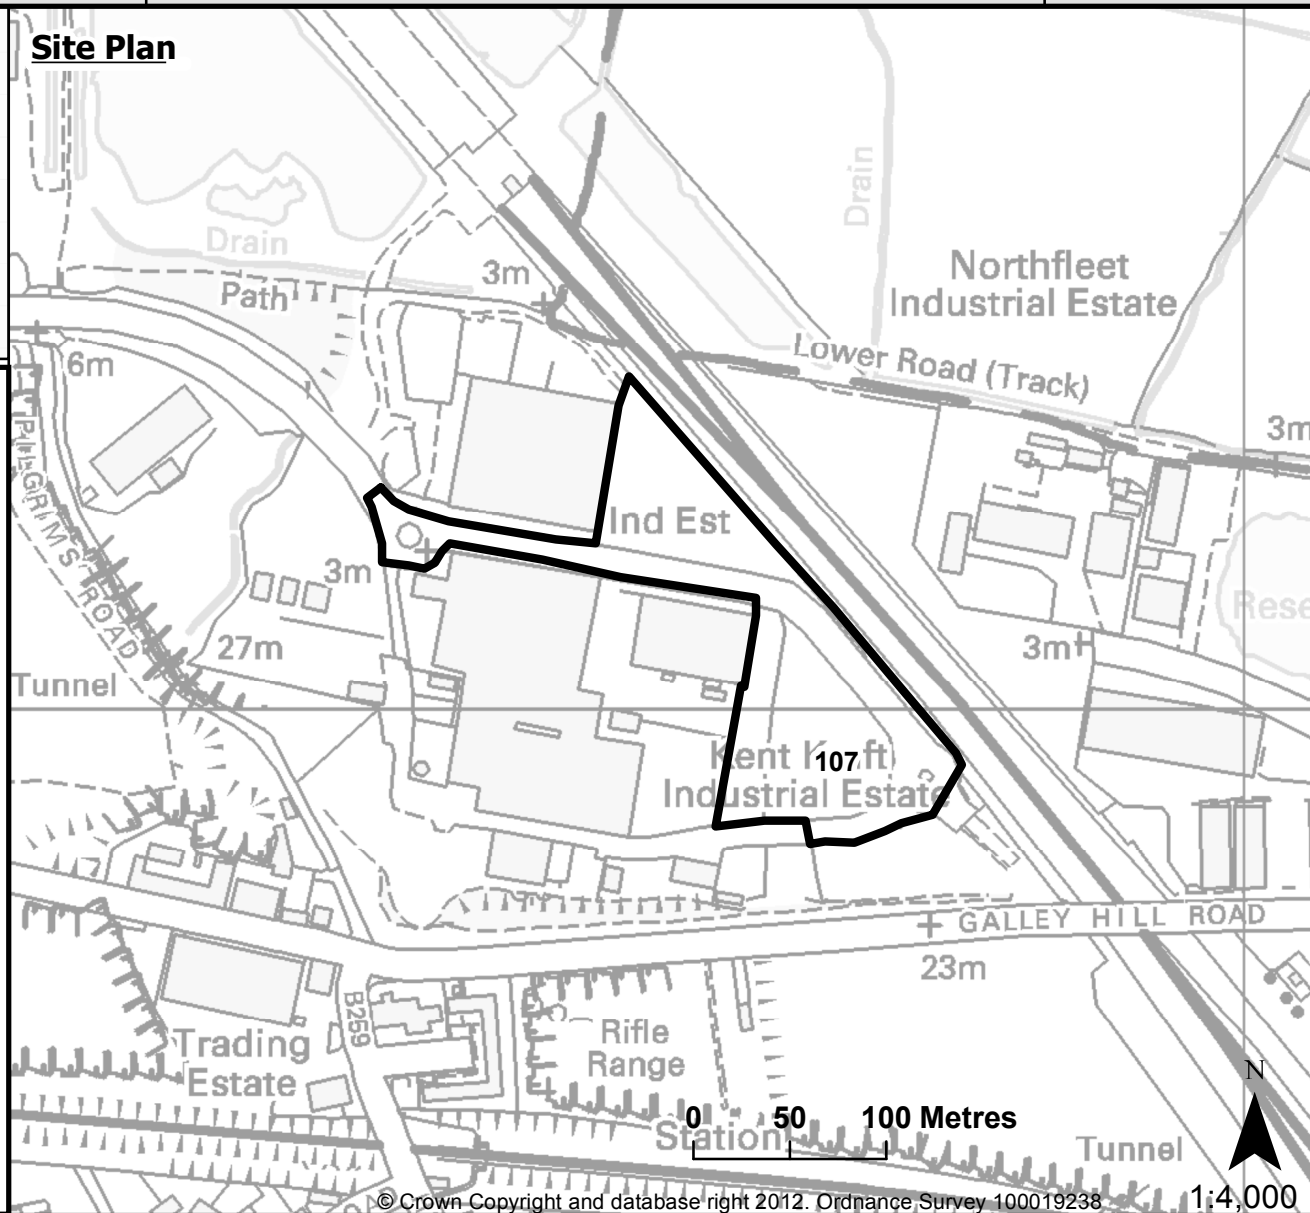 Site Plan
Drain
Drain
Path
3m
Northfleet
Industrial Estate
Lower Road (Track)
6m
3m
PILGRIMS ROAD
Ind Est
3m
27m
3m
Tunnel
Kent Kraft
Industrial Estate
107
GALLEY HILL ROAD
23m
B259
Trading
Estate
Rifle
Range
N
0 50 100 Metres
Station
Tunnel
© Crown Copyright and database right 2012. Ordnance Survey 100019238
1:4,000